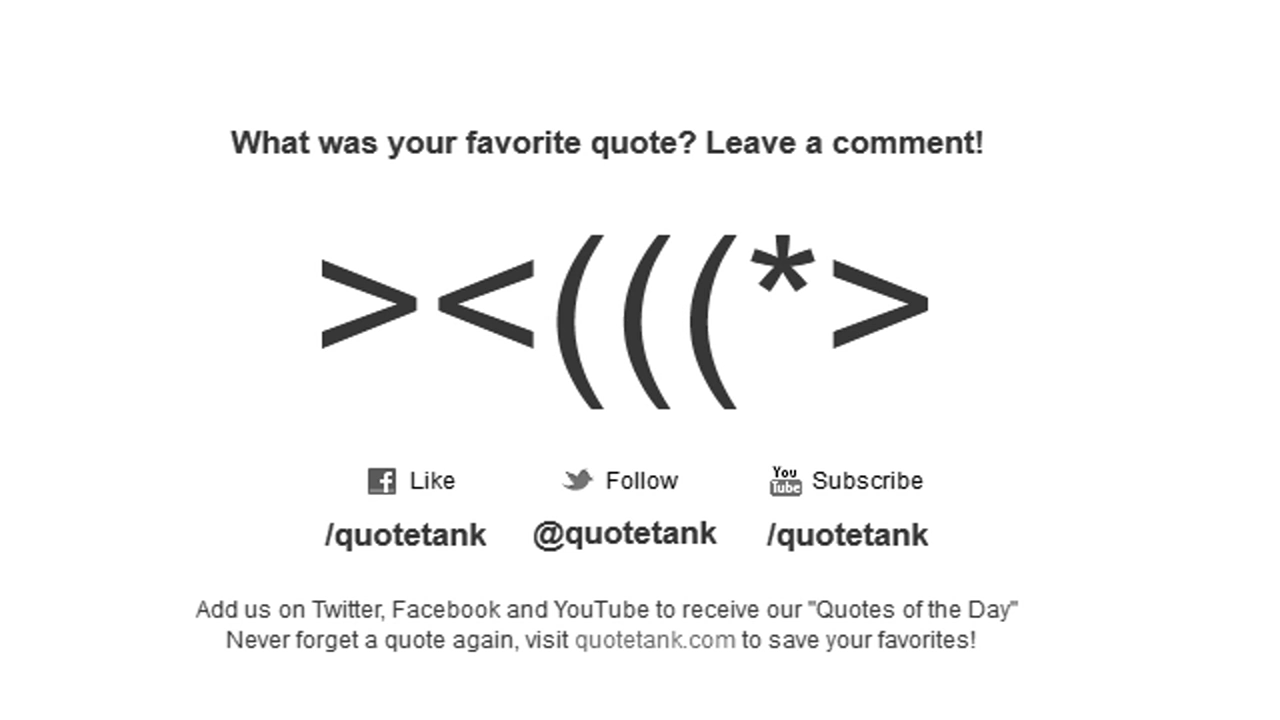 What was your favorite quote? Leave a comment!
><(((*>
Like Follow You Tube Subscribe
/quotetank @quotetank /quotetank
Add us on Twitter, Facebook and YouTube to receive our "Quotes of the Day"
Never forget a quote again, visit quotetank.com to save your favorites!